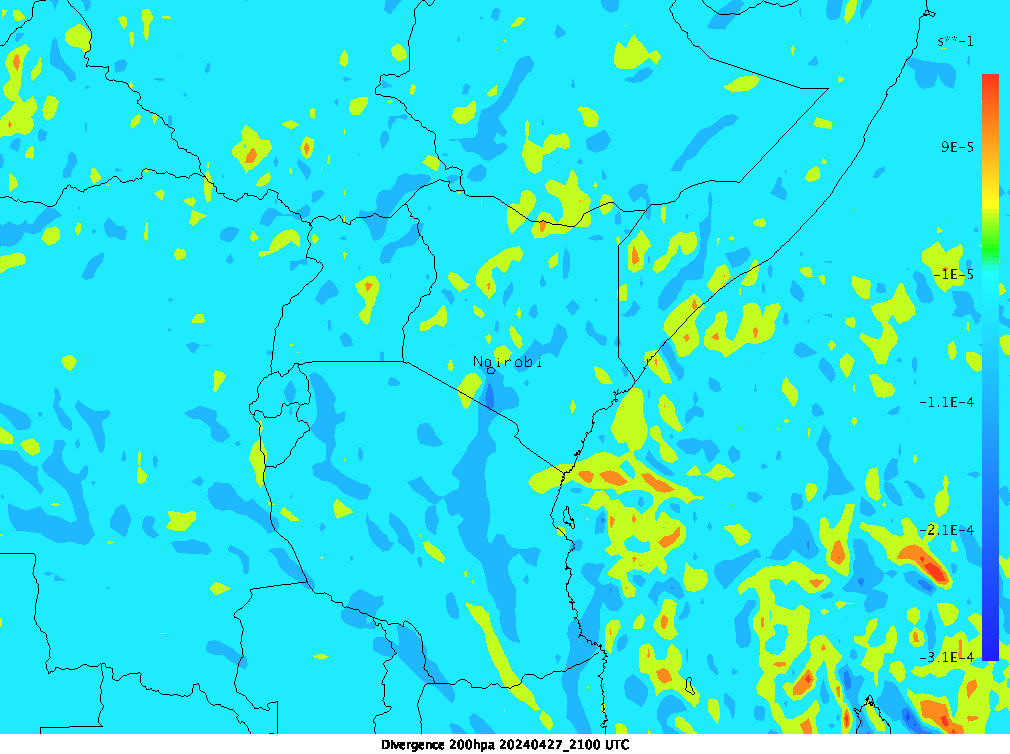 s**-1
9E-5
-1E-5
Nairobi
-1.1E-4
-2.1E-4
-3.1E-4
Divergence 200hpa 20240427_2100 UTC